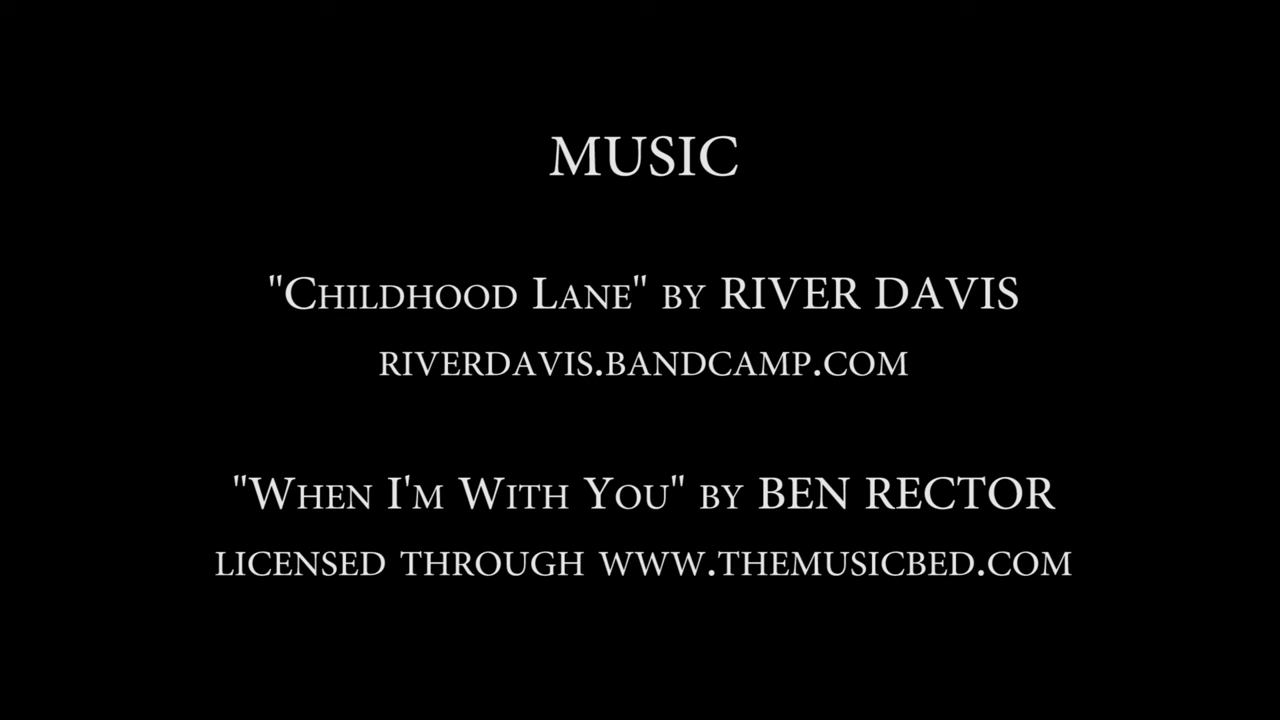 MUSIC
"Childhood Lane" by RIVER DAVIS
riverdavis.bandcamp.com
"When I'm With You" by BEN RECTOR
licensed through www.themusicbed.com